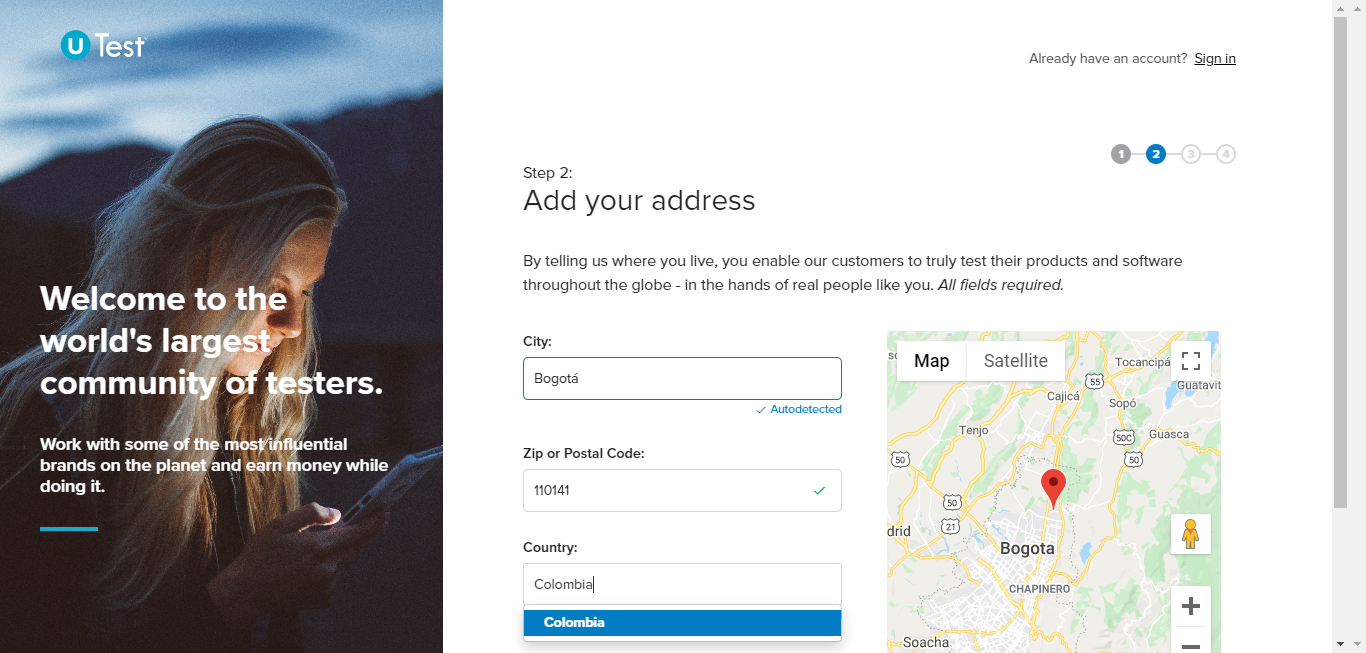 U Test
Already have an account? Sign in
1 2 3 4
Step 2:
Add your address
By telling us where you live, you enable our customers to truly test their products and software
throughout the globe - in the hands of real people like you. All fields required.
Welcome to the
world's largest
community of testers.
Work with some of the most influential
brands on the planet and earn money while
doing it.
City:
Bogotá
Autodetected
Zip or Postal Code:
110141
Country:
Colombia
Colombia
Map
Satellite
Tocancipá
55
Guatavit
Cajicá
Sopó
Tenjo
50C
Guasca
50
50
50
21
drid
Bogota
CHAPINERO
Soacha